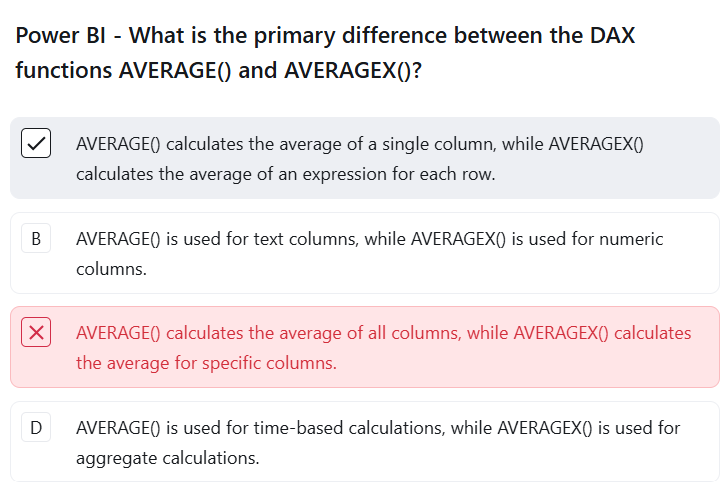 Power BI - What is the primary difference between the DAX
functions AVERAGE() and AVERAGEX()?
AVERAGE() calculates the average of a single column, while AVERAGEX()
calculates the average of an expression for each row.
B AVERAGE() is used for text columns, while AVERAGEX() is used for numeric
columns.
AVERAGE() calculates the average of all columns, while AVERAGEX() calculates
the average for specific columns.
D AVERAGE() is used for time-based calculations, while AVERAGEX() is used for
aggregate calculations.